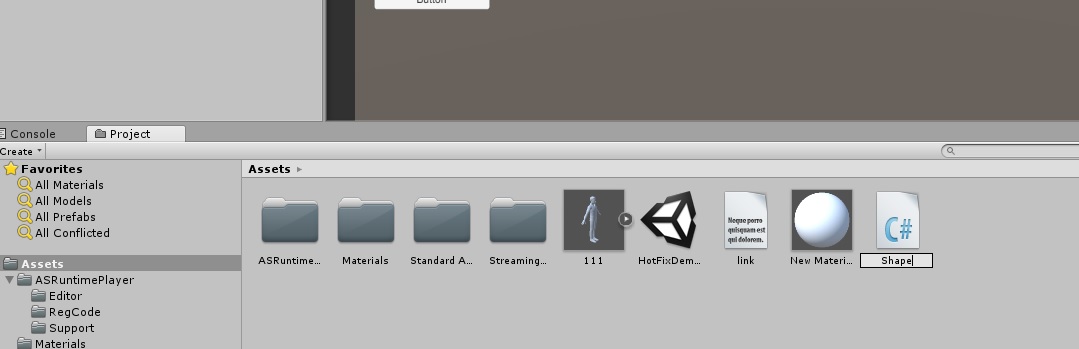 Button
Console
Project
Create
Favorites
All Materials
All Models
All Prefabs
All Conflicted
Assets
ASRuntimePlayer
Editor
RegCode
Support
Materials
Assets
Neque porro
quisquam est
qui dolorem.
C#
ASRuntime...
Materials
Standard A...
Streaming...
111
HotFixDem...
link
New Materi...
Shape